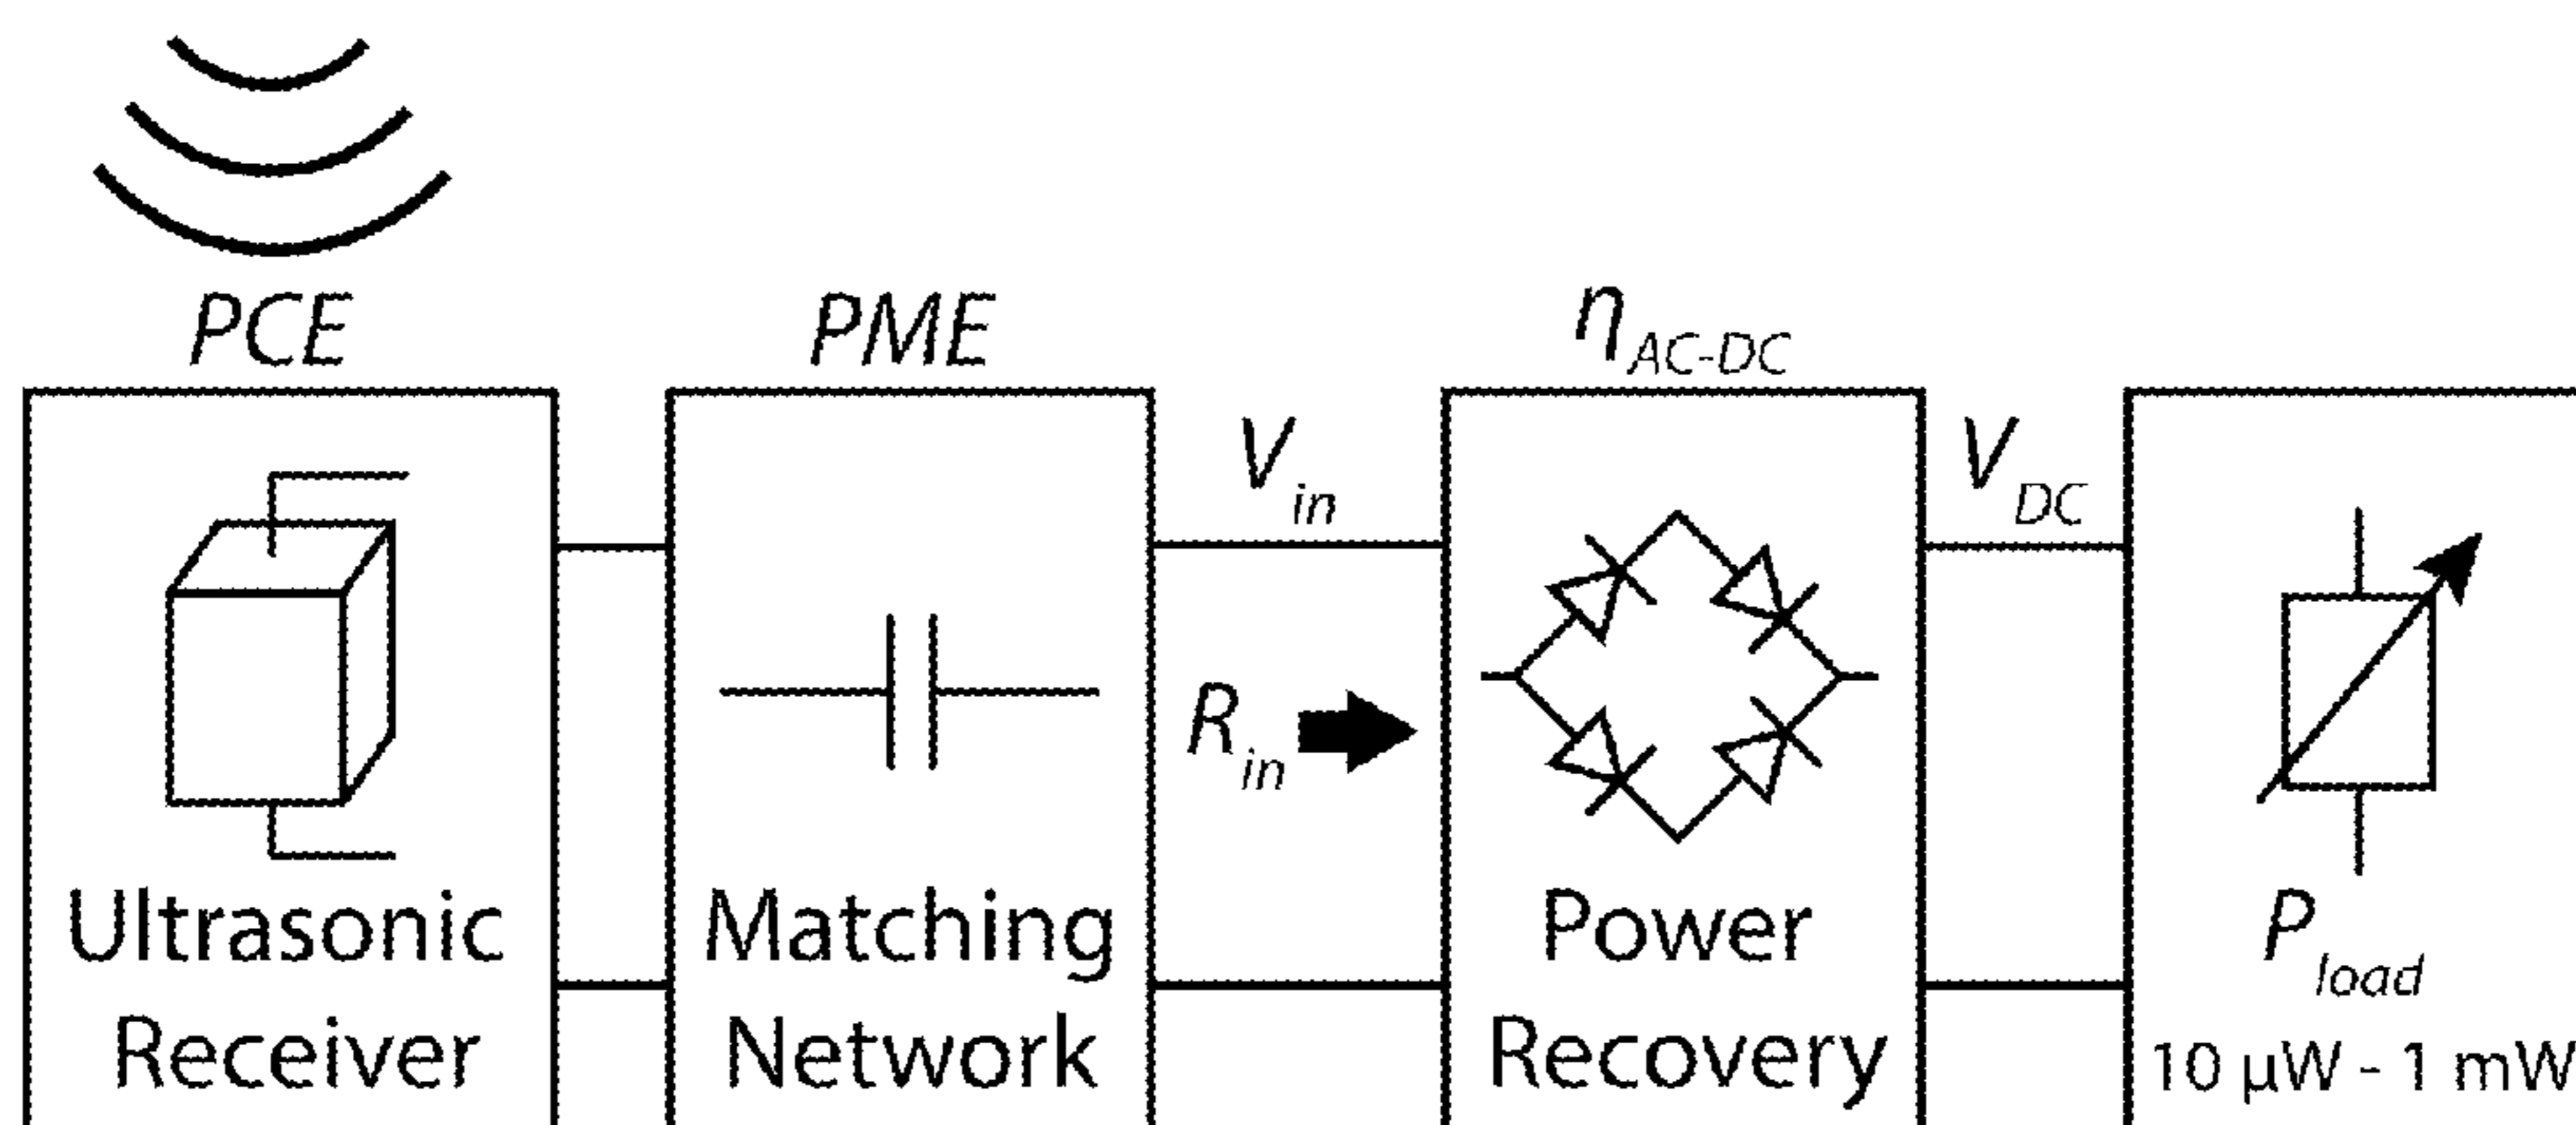 PCE
PME
η AC-DC
V in
V DC
R in
Ultrasonic
Receiver
Matching
Network
Power
Recovery
P load
10 µW - 1 mW